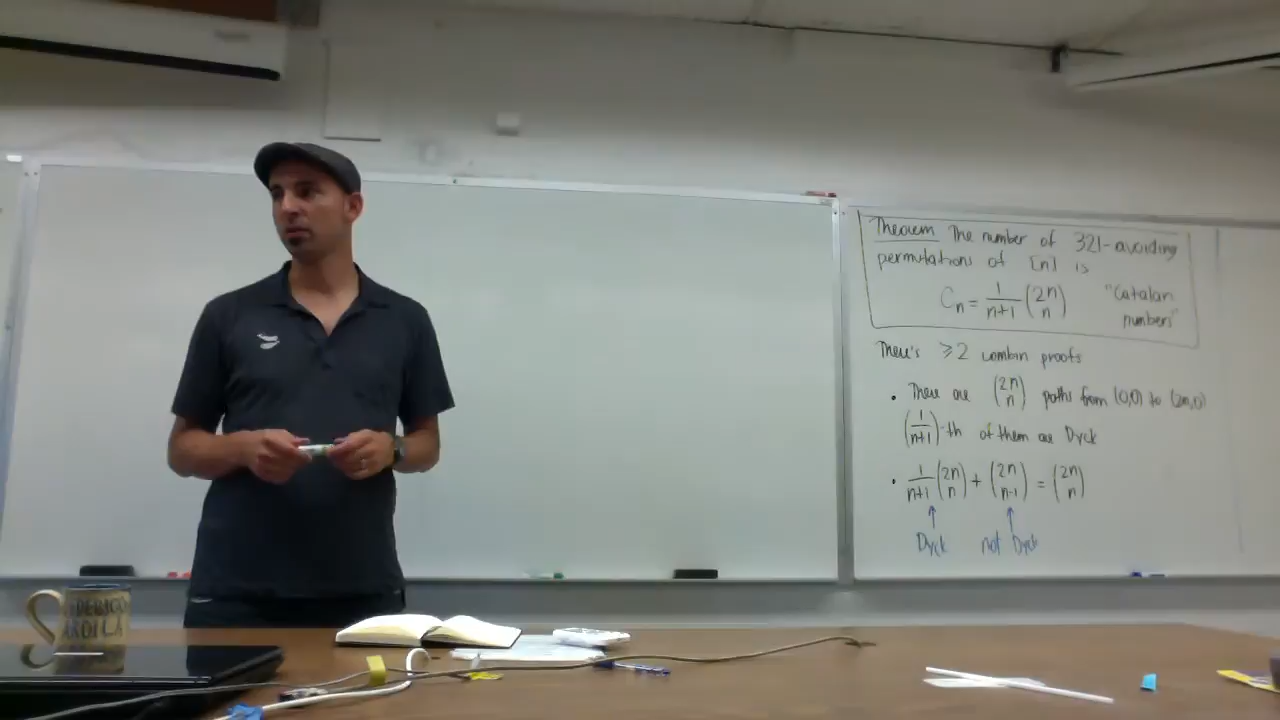 Theorem The number of 321-avoiding
permutations of [n] is
Cₙ = 1/(n+1) (2n n) "Catalan
numbers"
There's ⩾2 combin proofs
• There are (2n n) paths from (0,0) to (2n,0)
(1/(n+1))-th of them are Dyck
• 1/(n+1) (2n n) + (2n n-1) = (2n n)
↑ ↑
Dyck not Dyck
FEDERICO
ARDILA